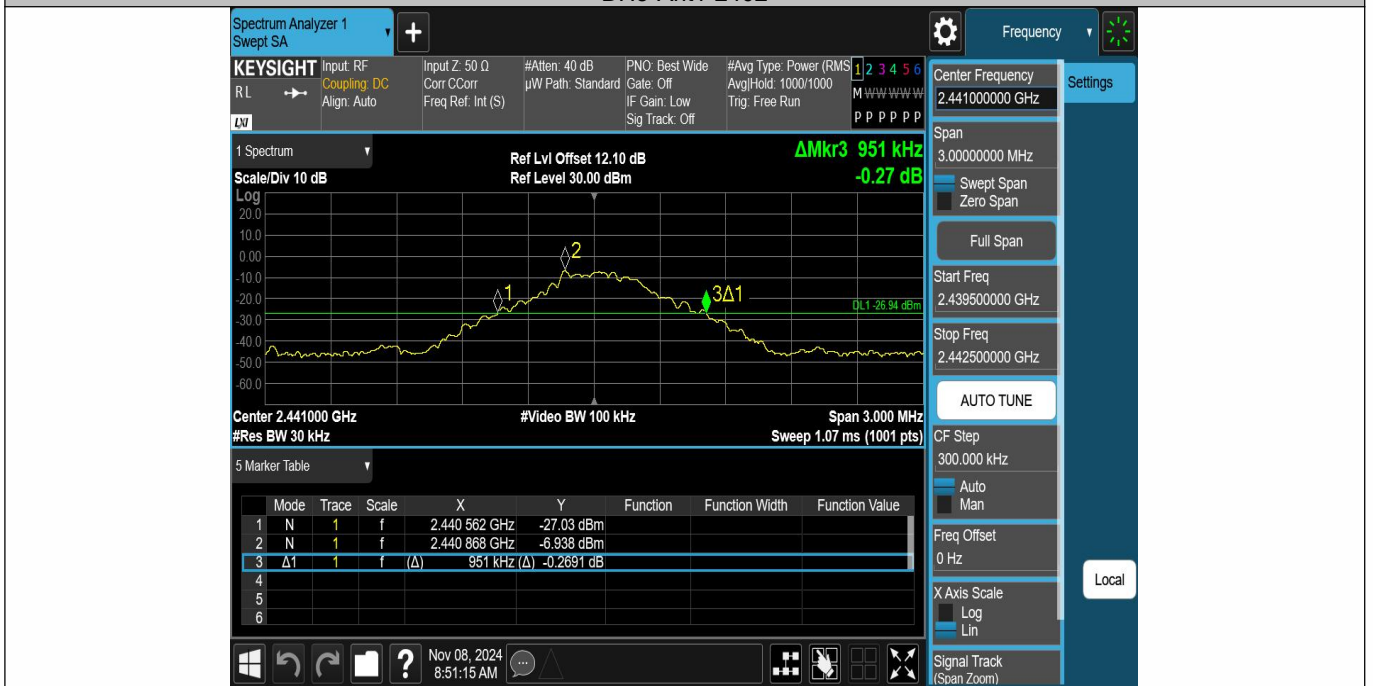 Spectrum Analyzer 1
Swept SA
Frequency
KEYSIGHT
RL
LXI
Input: RF
Coupling: DC
Align: Auto
Input Z: 50 Ω
Corr CCorr
Freq Ref: Int (S)
#Atten: 40 dB
µW Path: Standard
PNO: Best Wide
Gate: Off
IF Gain: Low
Sig Track: Off
#Avg Type: Power (RMS
Avg|Hold: 1000/1000
Trig: Free Run
1 2 3 4 5 6
M W W W W W
P P P P P P
1 Spectrum
Scale/Div 10 dB
Ref Lvl Offset 12.10 dB
Ref Level 30.00 dBm
ΔMkr3 951 kHz
-0.27 dB
Log
20.0
10.0
0.00
-10.0
-20.0
-30.0
-40.0
-50.0
-60.0
1
2
3Δ1
DL1 -26.94 dBm
Center 2.441000 GHz
#Video BW 100 kHz
Span 3.000 MHz
#Res BW 30 kHz
Sweep 1.07 ms (1001 pts)
5 Marker Table
Mode Trace Scale X Y Function Function Width Function Value
1 N 1 f 2.440 562 GHz -27.03 dBm
2 N 1 f 2.440 868 GHz -6.938 dBm
3 Δ1 1 f (Δ) 951 kHz (Δ) -0.2691 dB
4
5
6
Nov 08, 2024
8:51:15 AM
Center Frequency
2.441000000 GHz
Settings
Span
3.00000000 MHz
Swept Span
Zero Span
Full Span
Start Freq
2.439500000 GHz
Stop Freq
2.442500000 GHz
AUTO TUNE
CF Step
300.000 kHz
Auto
Man
Freq Offset
0 Hz
X Axis Scale
Log
Lin
Local
Signal Track
(Span Zoom)